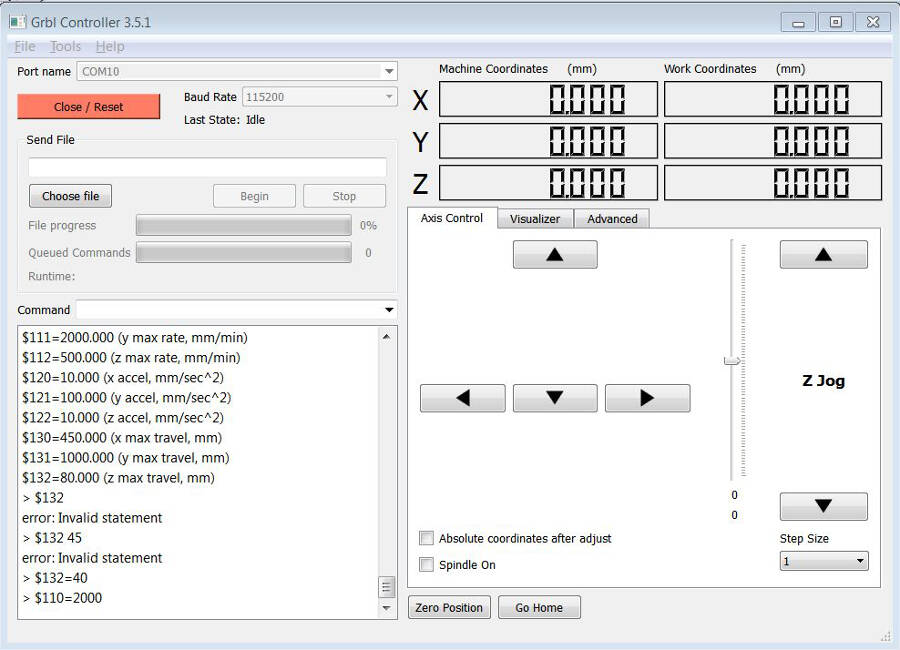 Grbl Controller 3.5.1
File Tools Help
Port name COM10
Close / Reset
Baud Rate 115200
Last State: Idle
Send File
Choose file Begin Stop
File progress 0%
Queued Commands 0
Runtime:
Command
$111=2000.000 (y max rate, mm/min)
$112=500.000 (z max rate, mm/min)
$120=10.000 (x accel, mm/sec^2)
$121=100.000 (y accel, mm/sec^2)
$122=10.000 (z accel, mm/sec^2)
$130=450.000 (x max travel, mm)
$131=1000.000 (y max travel, mm)
$132=80.000 (z max travel, mm)
> $132
error: Invalid statement
> $132 45
error: Invalid statement
> $132=40
> $110=2000
Machine Coordinates (mm) Work Coordinates (mm)
X 0.000 0.000
Y 0.000 0.000
Z 0.000 0.000
Axis Control Visualizer Advanced
Z Jog
0
0
Absolute coordinates after adjust
Spindle On
Step Size
1
Zero Position Go Home